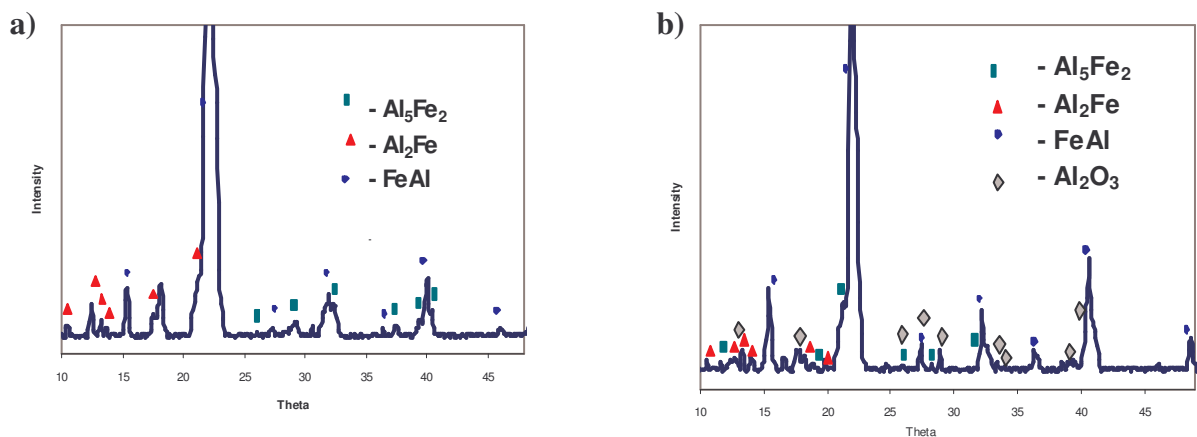 a)
Intensity
- Al₅Fe₂
- Al₂Fe
- FeAl
10 15 20 25 30 35 40 45
Theta
b)
Intensity
- Al₅Fe₂
- Al₂Fe
- FeAl
- Al₂O₃
10 15 20 25 30 35 40 45
Theta